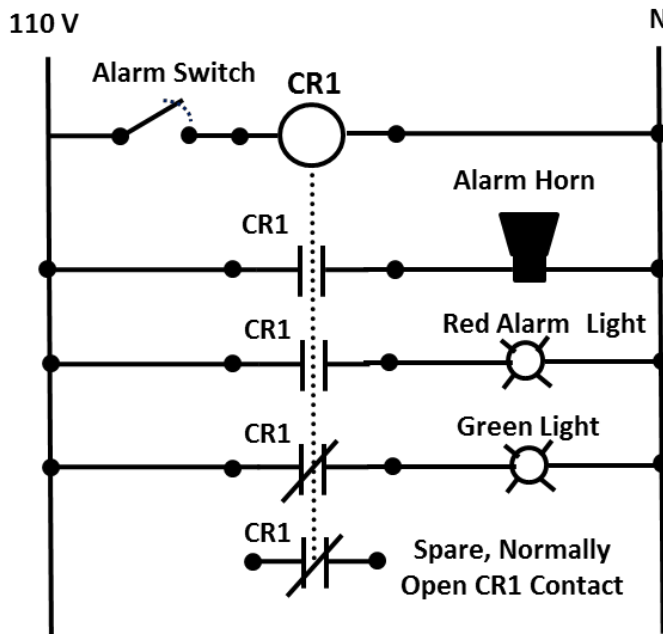 110 V
N
Alarm Switch
CR1
Alarm Horn
CR1
Red Alarm Light
CR1
Green Light
CR1
CR1
Spare, Normally
Open CR1 Contact